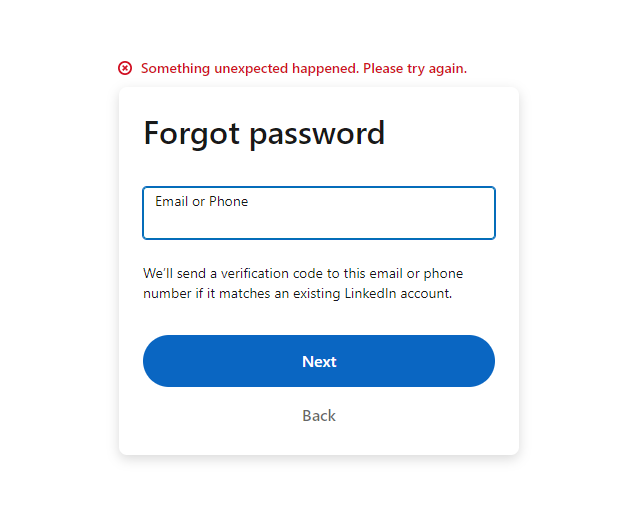 Something unexpected happened. Please try again.
Forgot password
Email or Phone
We'll send a verification code to this email or phone
number if it matches an existing LinkedIn account.
Next
Back